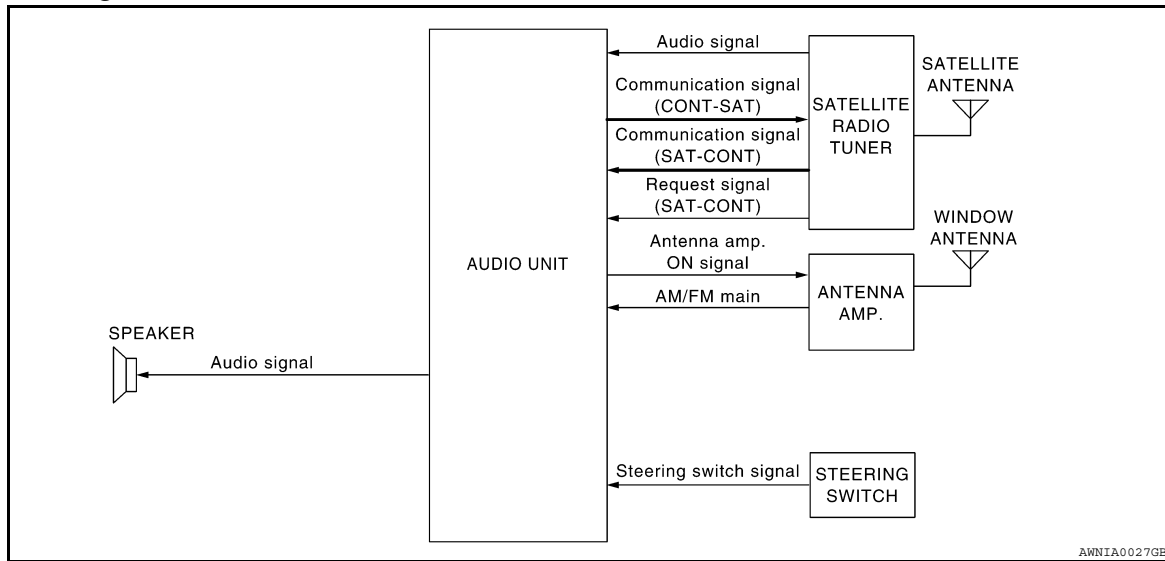 Audio signal
SATELLITE
ANTENNA
Communication signal
(CONT-SAT)
SATELLITE
RADIO
TUNER
Communication signal
(SAT-CONT)
Request signal
(SAT-CONT)
WINDOW
ANTENNA
Antenna amp.
ON signal
AUDIO UNIT
ANTENNA
AMP.
AM/FM main
SPEAKER
Audio signal
Steering switch signal
STEERING
SWITCH